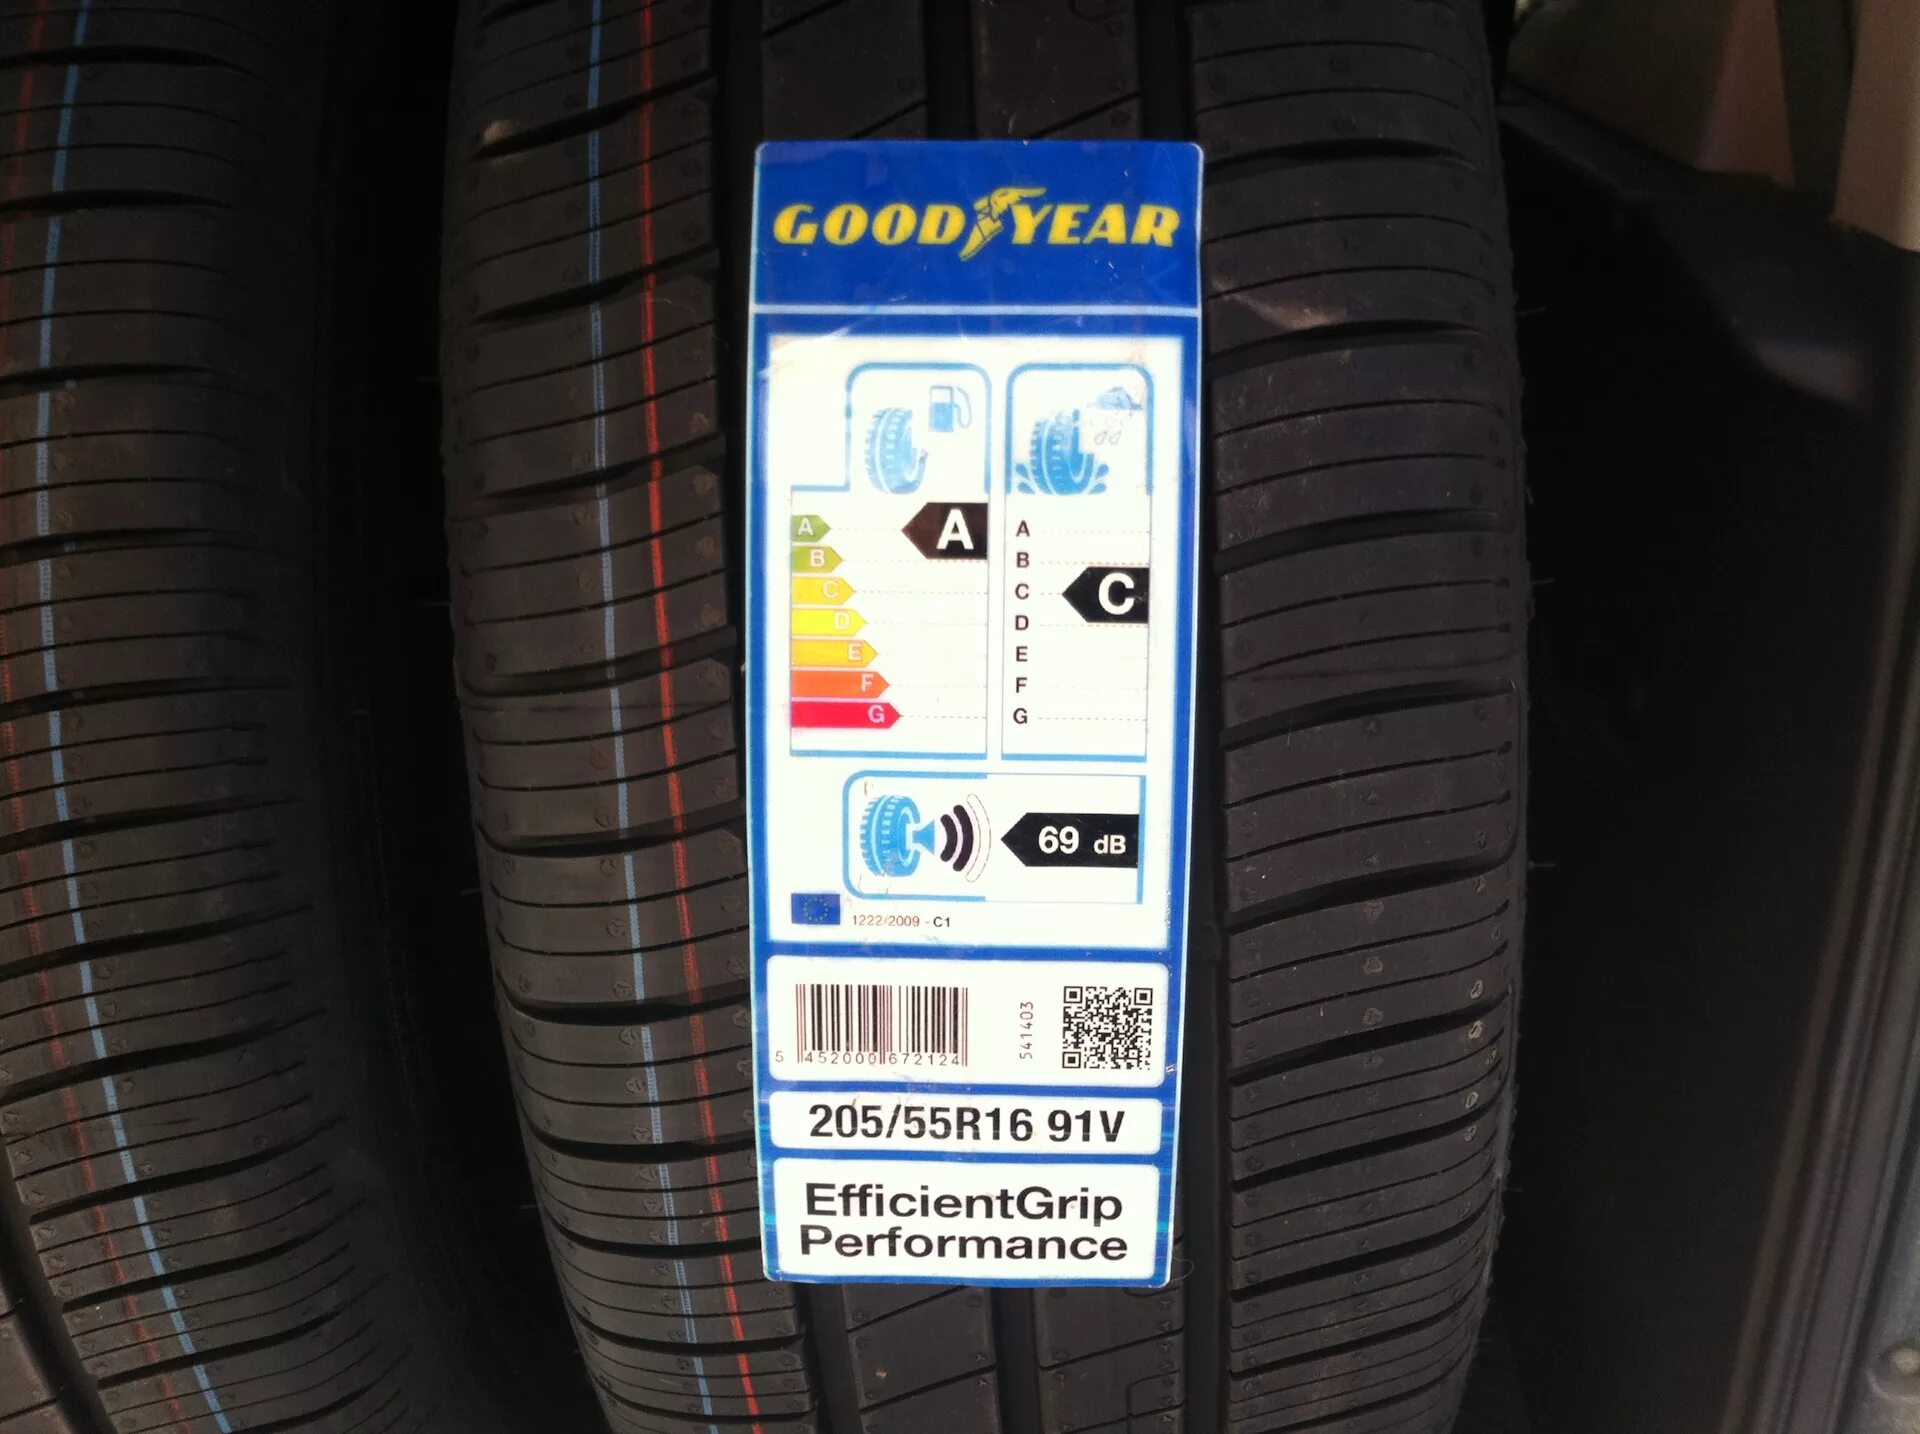 GOODYEAR
A A A
B B
C C C
D D
E E
F F
G G
69 dB
1222/2009 - C1
5 452000 672124
541403
205/55R16 91V
EfficientGrip
Performance